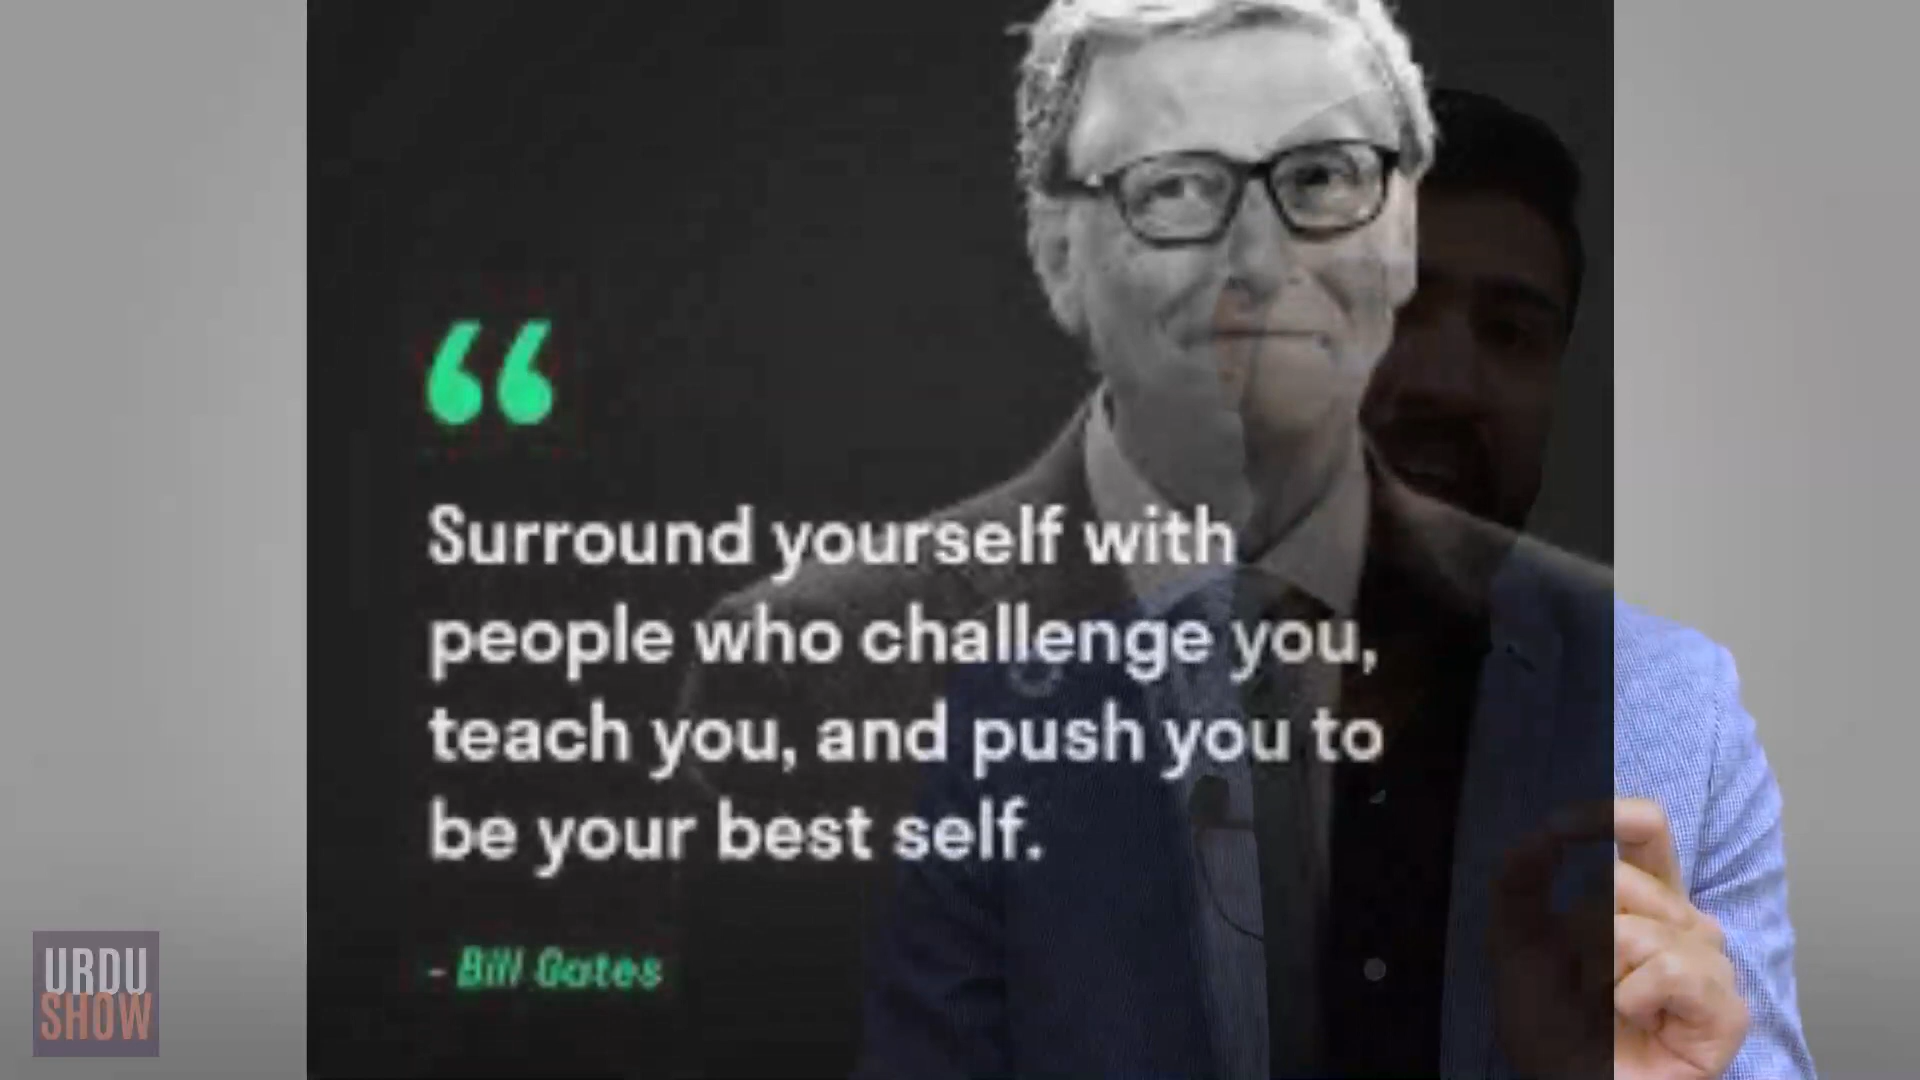 Surround yourself with
people who challenge you,
teach you, and push you to
be your best self.
- Bill Gates
URDU
SHOW